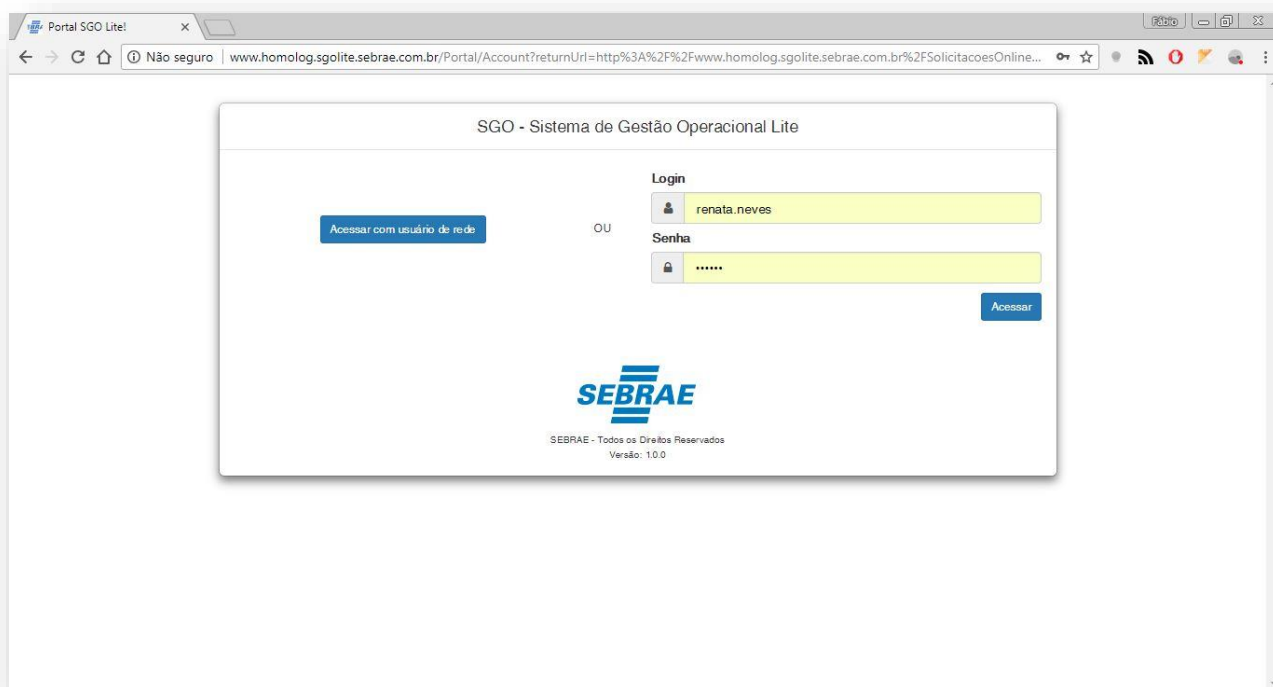 Portal SGO Lite!
Fábio
Não seguro | www.homolog.sgolite.sebrae.com.br/Portal/Account?returnUrl=http%3A%2F%2Fwww.homolog.sgolite.sebrae.com.br%2FSolicitacoesOnline...
SGO - Sistema de Gestão Operacional Lite
Login
renata.neves
Acessar com usuário de rede
OU
Senha
••••••
Acessar
SEBRAE
SEBRAE - Todos os Direitos Reservados
Versão: 1.0.0